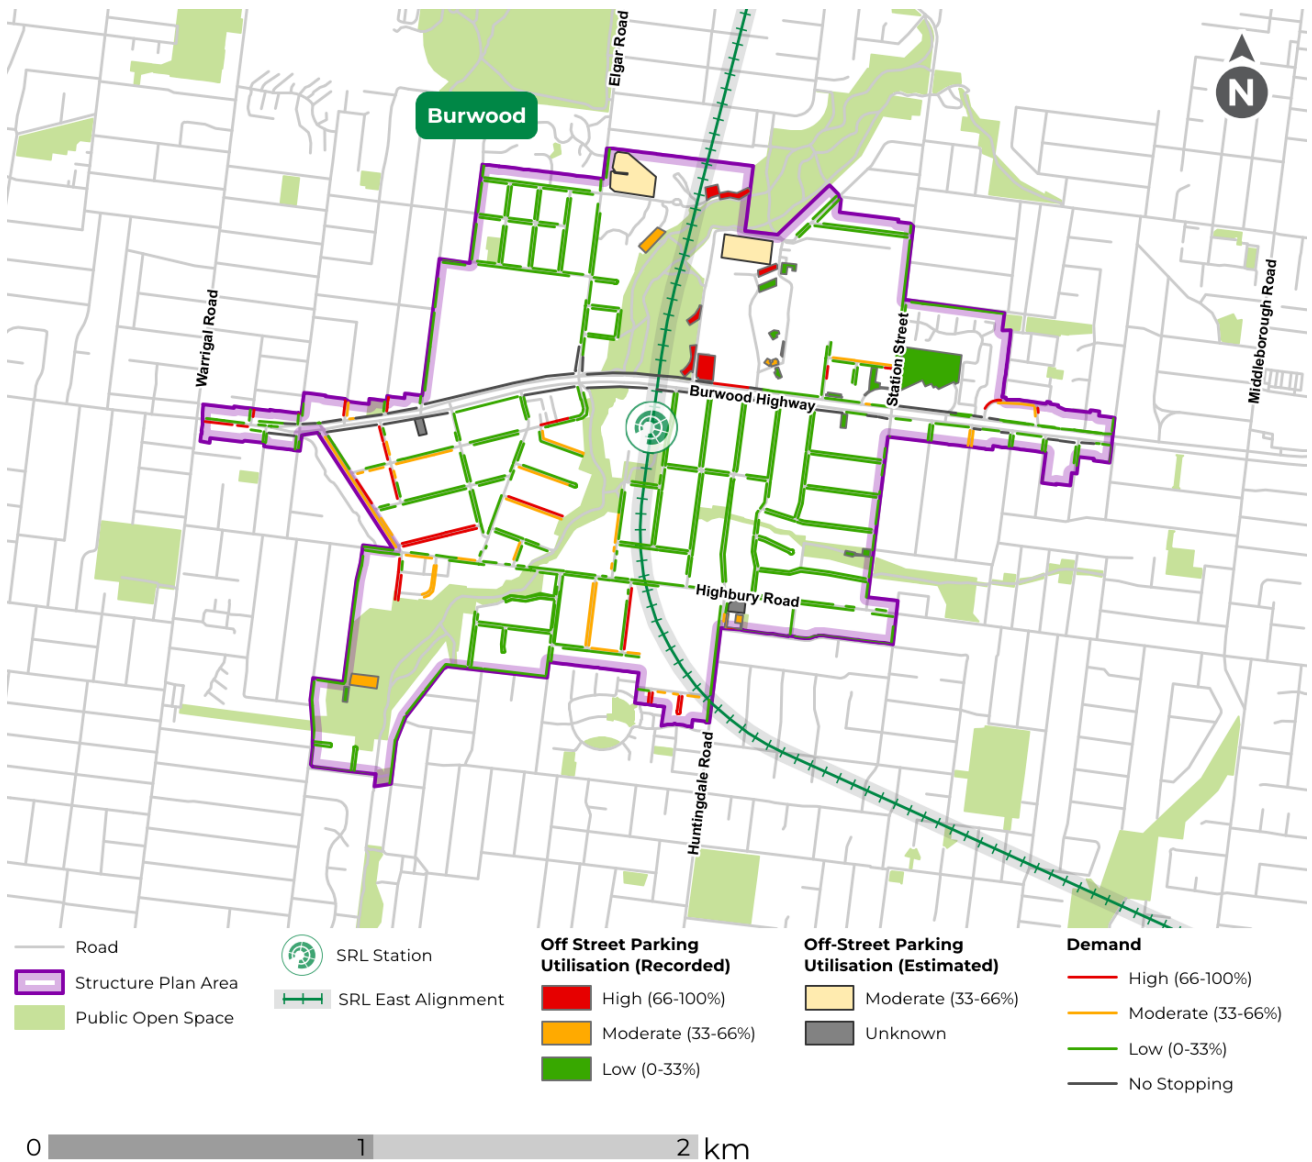 Elgar Road
N
Burwood
Warrigal Road
Middleborough Road
Station Street
Burwood Highway
Highbury Road
Huntingdale Road
Road
Structure Plan Area
Public Open Space
SRL Station
SRL East Alignment
Off Street Parking
Utilisation (Recorded)
High (66-100%)
Moderate (33-66%)
Low (0-33%)
Off-Street Parking
Utilisation (Estimated)
Moderate (33-66%)
Unknown
Demand
High (66-100%)
Moderate (33-66%)
Low (0-33%)
No Stopping
0 1 2 km